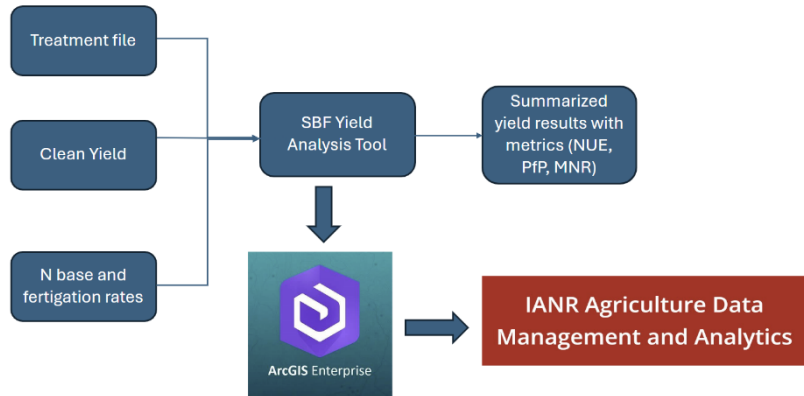 Treatment file
Clean Yield
N base and
fertigation rates
SBF Yield
Analysis Tool
Summarized
yield results with
metrics (NUE,
PfP, MNR)
ArcGIS Enterprise
IANR Agriculture Data
Management and Analytics